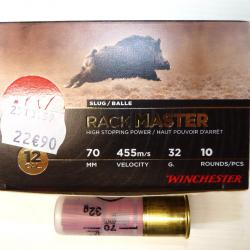 SLUG/BALLE
RACK MASTER
HIGH STOPPING POWER / HAUT POUVOIR D'ARRÊT
22€90
12
70 455m/s 32 10
MM VELOCITY G. ROUNDS/PCS
WINCHESTER
70
32g